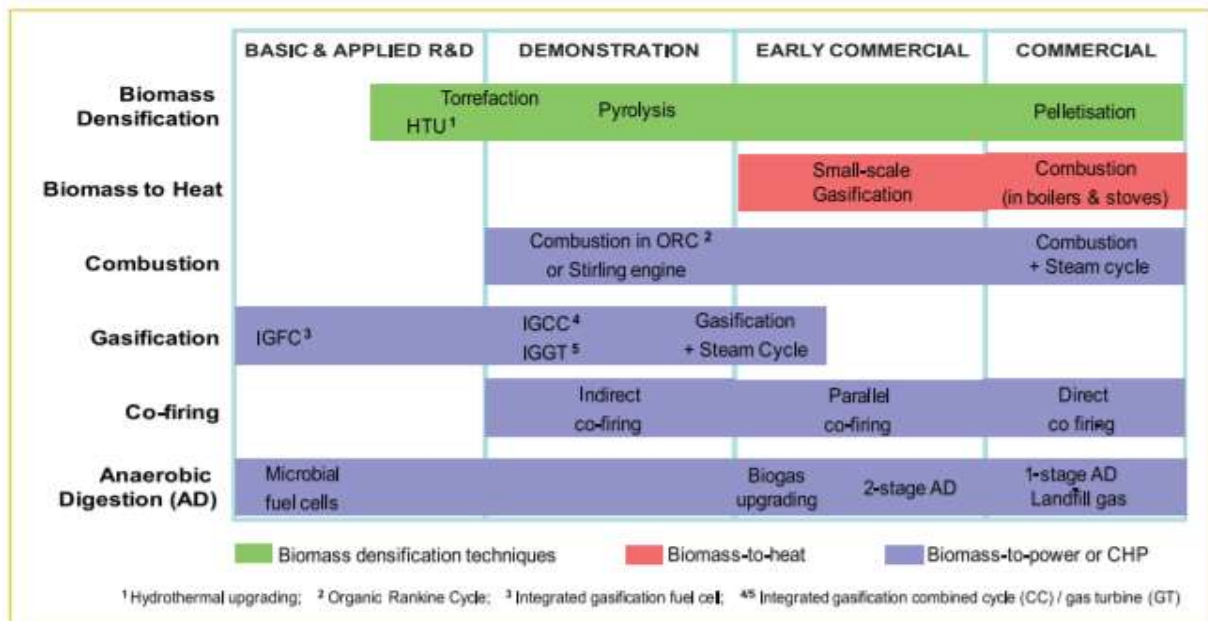 BASIC & APPLIED R&D DEMONSTRATION EARLY COMMERCIAL COMMERCIAL
Biomass
Densification
Torrefaction
HTU¹
Pyrolysis
Pelletisation
Biomass to Heat
Small-scale
Gasification
Combustion
(in boilers & stoves)
Combustion
Combustion in ORC ²
or Stirling engine
Combustion
+ Steam cycle
Gasification
IGFC ³
IGCC ⁴
IGGT ⁵
Gasification
+ Steam Cycle
Co-firing
Indirect
co-firing
Parallel
co-firing
Direct
co firing
Anaerobic
Digestion (AD)
Microbial
fuel cells
Biogas
upgrading
2-stage AD
1-stage AD
Landfill gas
Biomass densification techniques Biomass-to-heat Biomass-to-power or CHP
¹ Hydrothermal upgrading; ² Organic Rankine Cycle; ³ Integrated gasification fuel cell; ⁴ᐟ⁵ Integrated gasification combined cycle (CC) / gas turbine (GT)